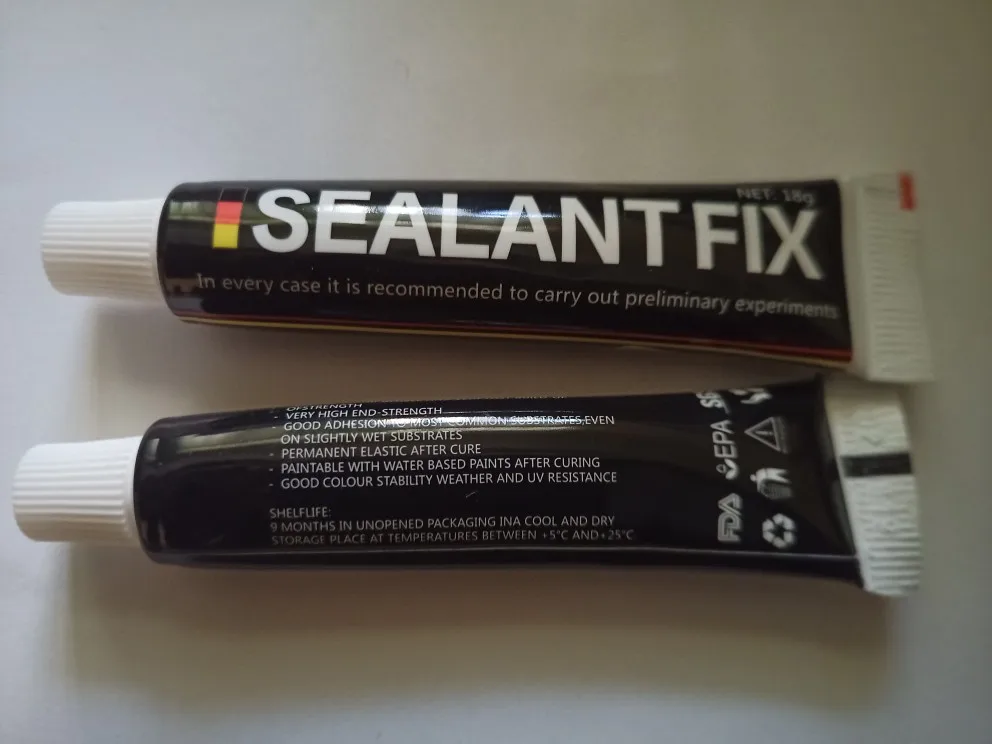 NET: 18g
SEALANT FIX
In every case it is recommended to carry out preliminary experiments
OFSTRENGTH
- VERY HIGH END-STRENGTH
- GOOD ADHESION TO MOST COMMON SUBSTRATES,EVEN
ON SLIGHTLY WET SUBSTRATES
- PERMANENT ELASTIC AFTER CURE
- PAINTABLE WITH WATER BASED PAINTS AFTER CURING
- GOOD COLOUR STABILITY WEATHER AND UV RESISTANCE
SHELFLIFE:
9 MONTHS IN UNOPENED PACKAGING INA COOL AND DRY
STORAGE PLACE AT TEMPERATURES BETWEEN +5°C AND+25°C
FDA EPA